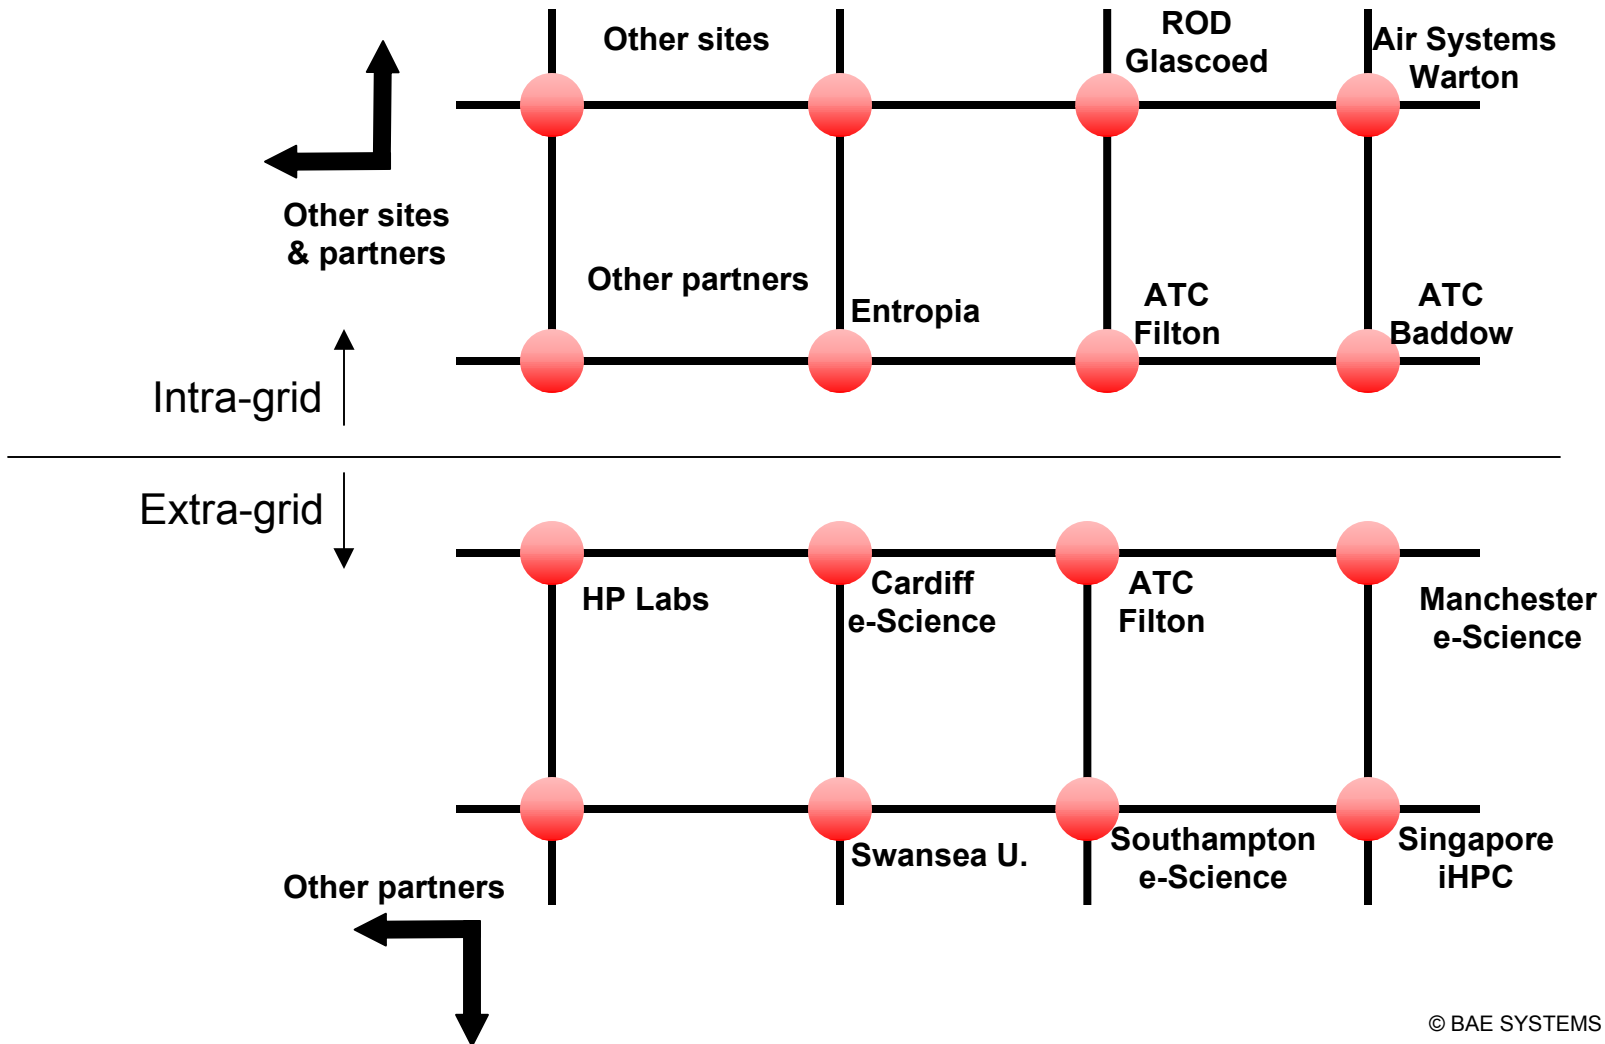 Other sites
ROD
Glascoed
Air Systems
Warton
Other sites
& partners
Other partners
Entropia
ATC
Filton
ATC
Baddow
Intra-grid
Extra-grid
HP Labs
Cardiff
e-Science
ATC
Filton
Manchester
e-Science
Swansea U.
Southampton
e-Science
Singapore
iHPC
Other partners
© BAE SYSTEMS